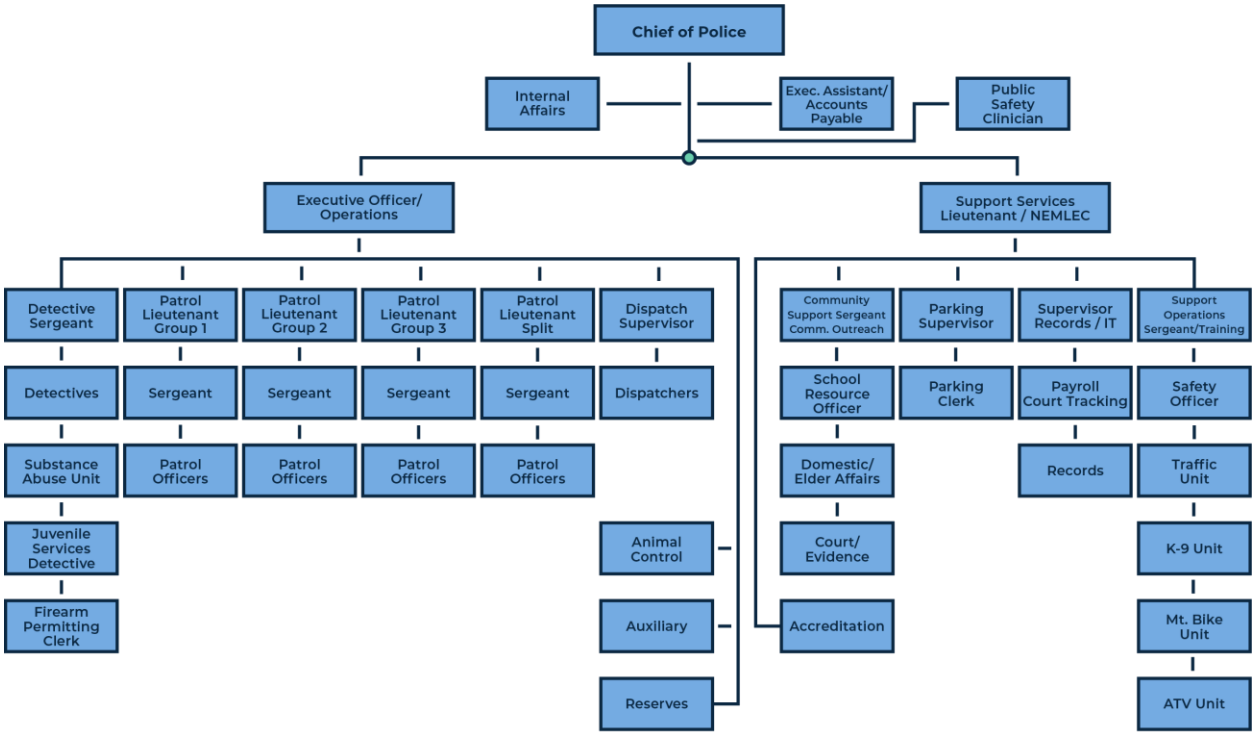 Chief of Police
Internal
Affairs
Exec. Assistant/
Accounts
Payable
Public
Safety
Clinician
Executive Officer/
Operations
Support Services
Lieutenant / NEMLEC
Detective
Sergeant
Patrol
Lieutenant
Group 1
Patrol
Lieutenant
Group 2
Patrol
Lieutenant
Group 3
Patrol
Lieutenant
Split
Dispatch
Supervisor
Community
Support Sergeant
Comm. Outreach
Parking
Supervisor
Supervisor
Records / IT
Support
Operations
Sergeant/Training
Detectives
Sergeant
Sergeant
Sergeant
Sergeant
Dispatchers
School
Resource
Officer
Parking
Clerk
Payroll
Court Tracking
Safety
Officer
Substance
Abuse Unit
Patrol
Officers
Patrol
Officers
Patrol
Officers
Patrol
Officers
Domestic/
Elder Affairs
Records
Traffic
Unit
Juvenile
Services
Detective
Animal
Control
Court/
Evidence
K-9 Unit
Firearm
Permitting
Clerk
Auxiliary
Accreditation
Mt. Bike
Unit
Reserves
ATV Unit